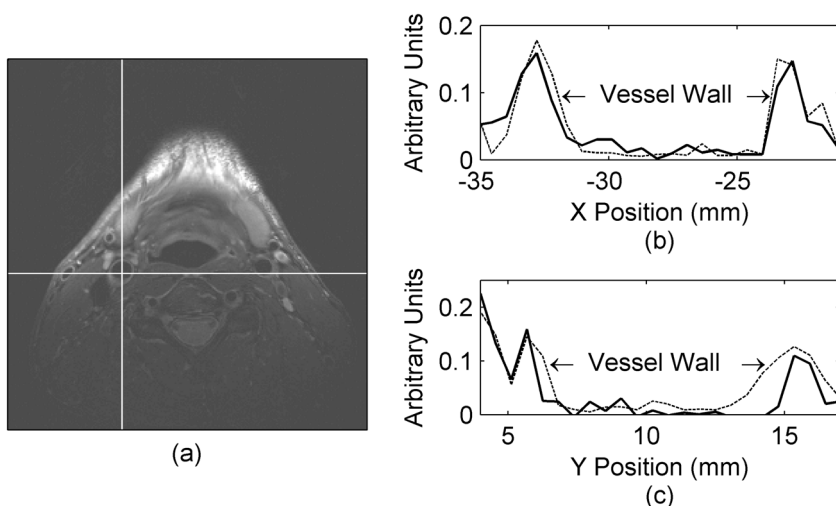 (a)
Arbitrary Units
0.2
0.1
0
← Vessel Wall →
-35
-30
-25
X Position (mm)
(b)
Arbitrary Units
0.2
0.1
0
← Vessel Wall →
5
10
15
Y Position (mm)
(c)